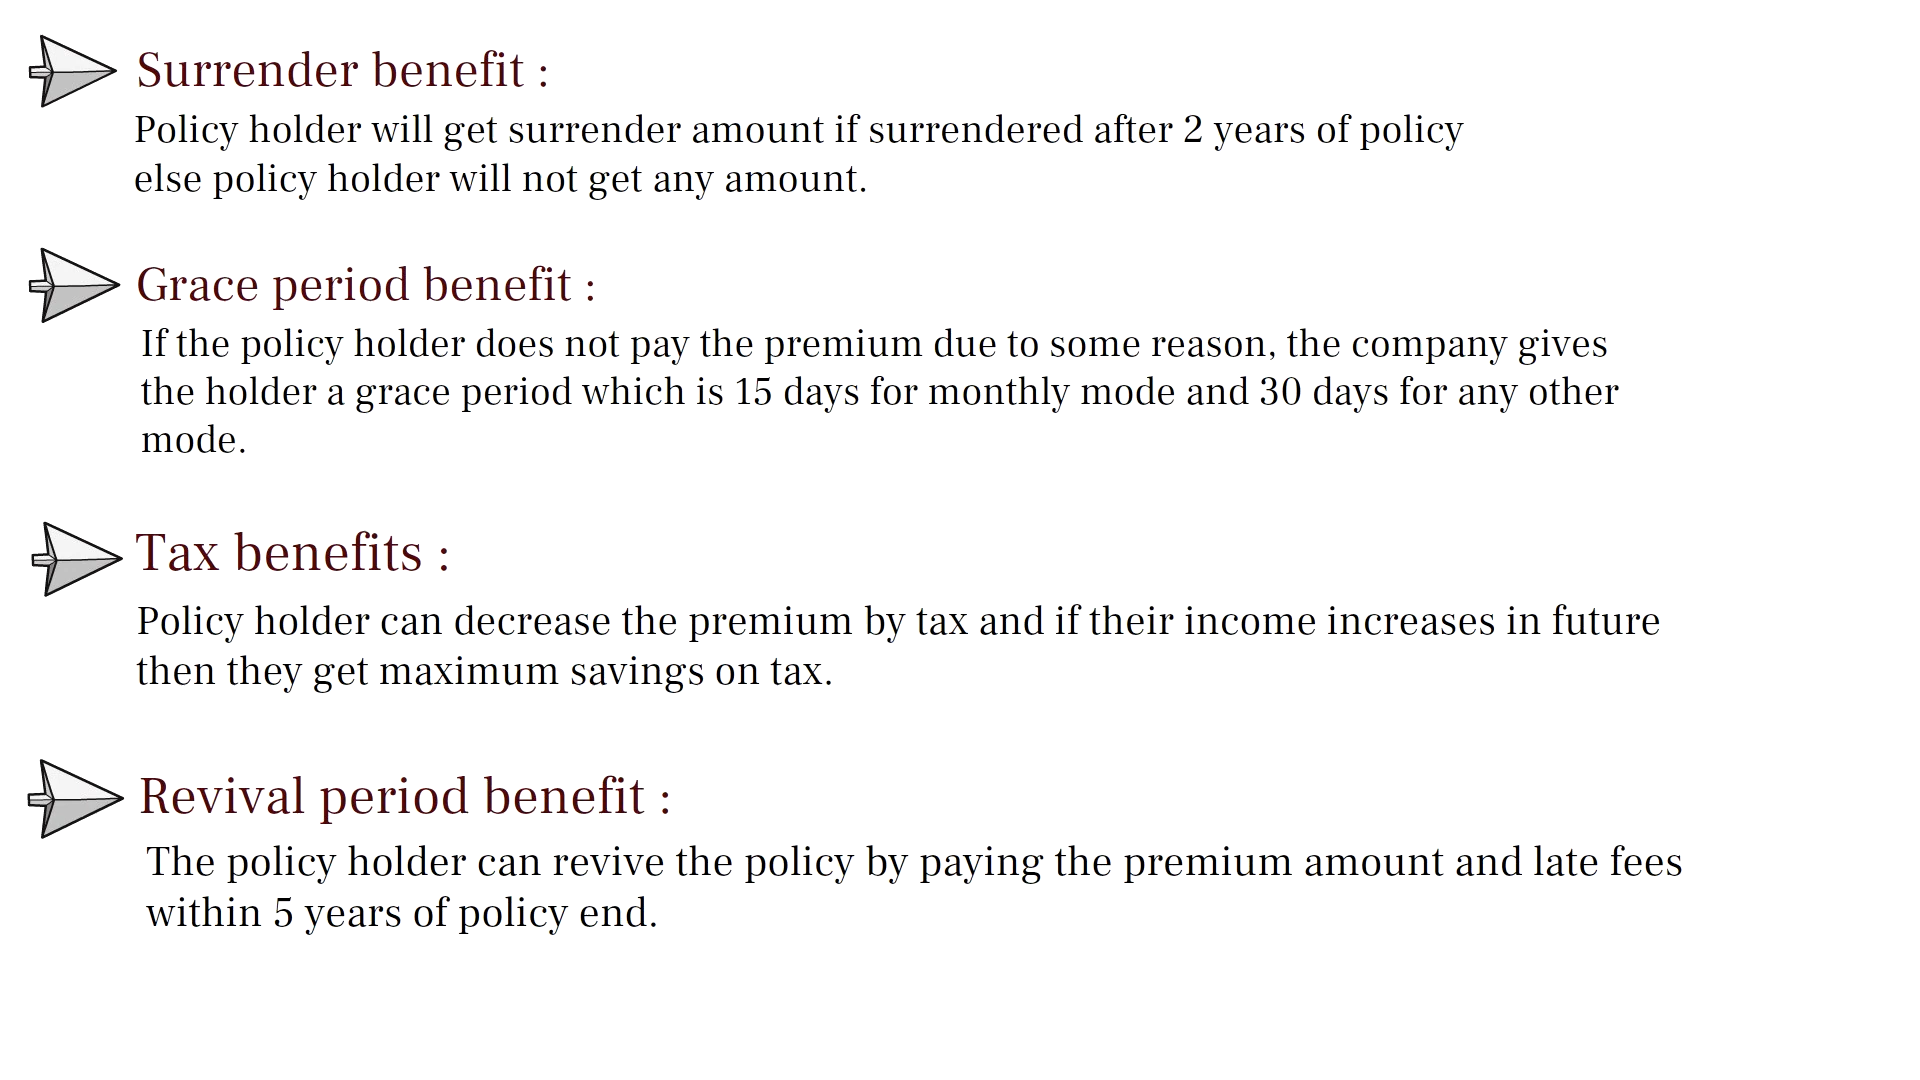 Surrender benefit :
Policy holder will get surrender amount if surrendered after 2 years of policy
else policy holder will not get any amount.
Grace period benefit :
If the policy holder does not pay the premium due to some reason, the company gives
the holder a grace period which is 15 days for monthly mode and 30 days for any other
mode.
Tax benefits :
Policy holder can decrease the premium by tax and if their income increases in future
then they get maximum savings on tax.
Revival period benefit :
The policy holder can revive the policy by paying the premium amount and late fees
within 5 years of policy end.